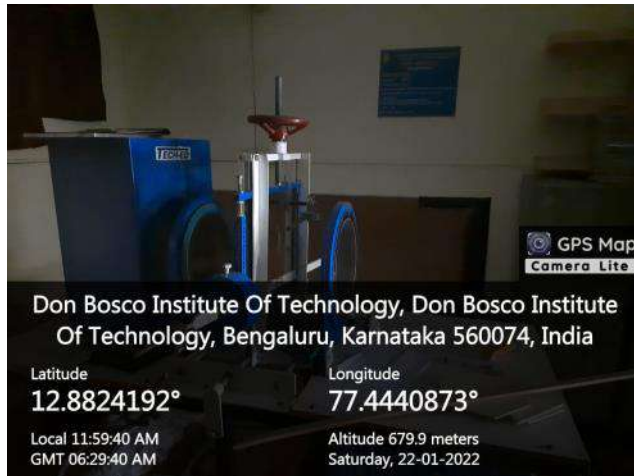 GPS Map
Camera Lite
Don Bosco Institute Of Technology, Don Bosco Institute
Of Technology, Bengaluru, Karnataka 560074, India
Latitude
12.8824192°
Longitude
77.4440873°
Local 11:59:40 AM
GMT 06:29:40 AM
Altitude 679.9 meters
Saturday, 22-01-2022